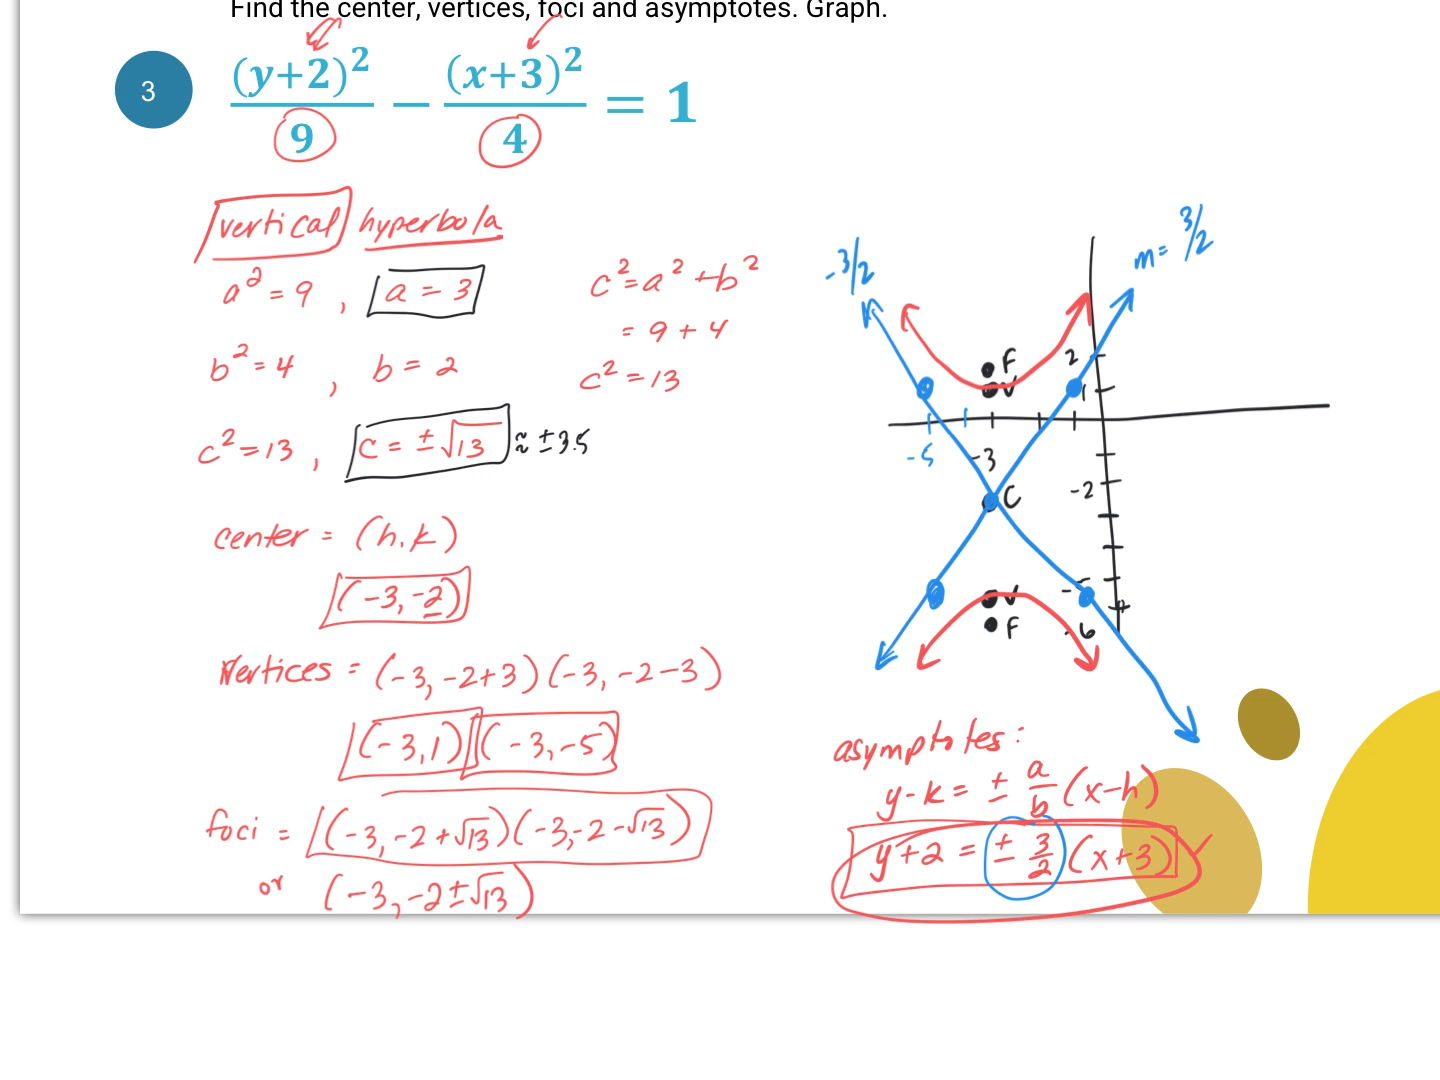 Find the center, vertices, foci and asymptotes. Graph.
3
(y+2)²/9 − (x+3)²/4 = 1
vertical hyperbola
a² = 9, a = 3
b² = 4, b = 2
c² = 13, c = ±√13 ≈ ±3.5
c² = a² + b²
= 9 + 4
c² = 13
center = (h,k)
(-3,-2)
Vertices = (-3, -2+3) (-3, -2-3)
(-3,1) (-3,-5)
foci = (-3, -2+√13) (-3,-2-√13)
or (-3, -2±√13)
-3/2
m = 3/2
F
V
2
1
-5
-3
C
-2
-5
V
F
-6
asymptotes:
y-k = ± a/b (x-h)
y+2 = ± 3/2 (x+3)